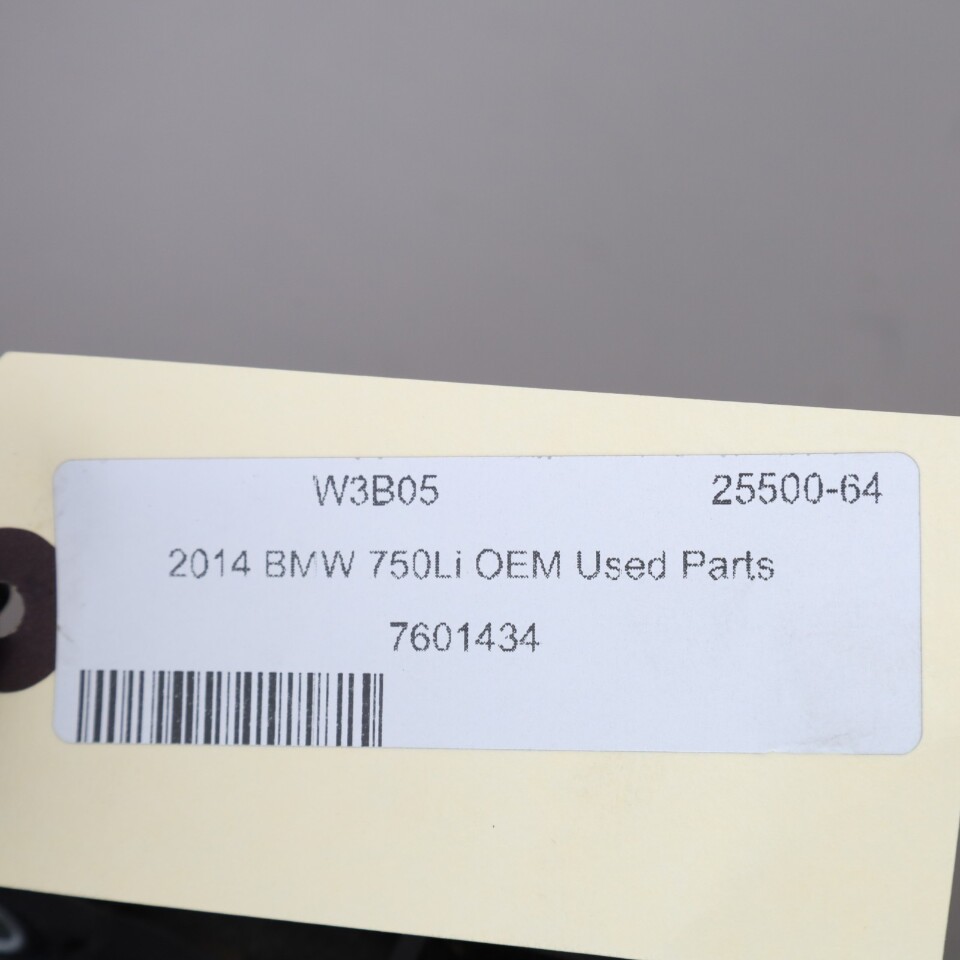 W3B05 25500-64
2014 BMW 750Li OEM Used Parts
7601434